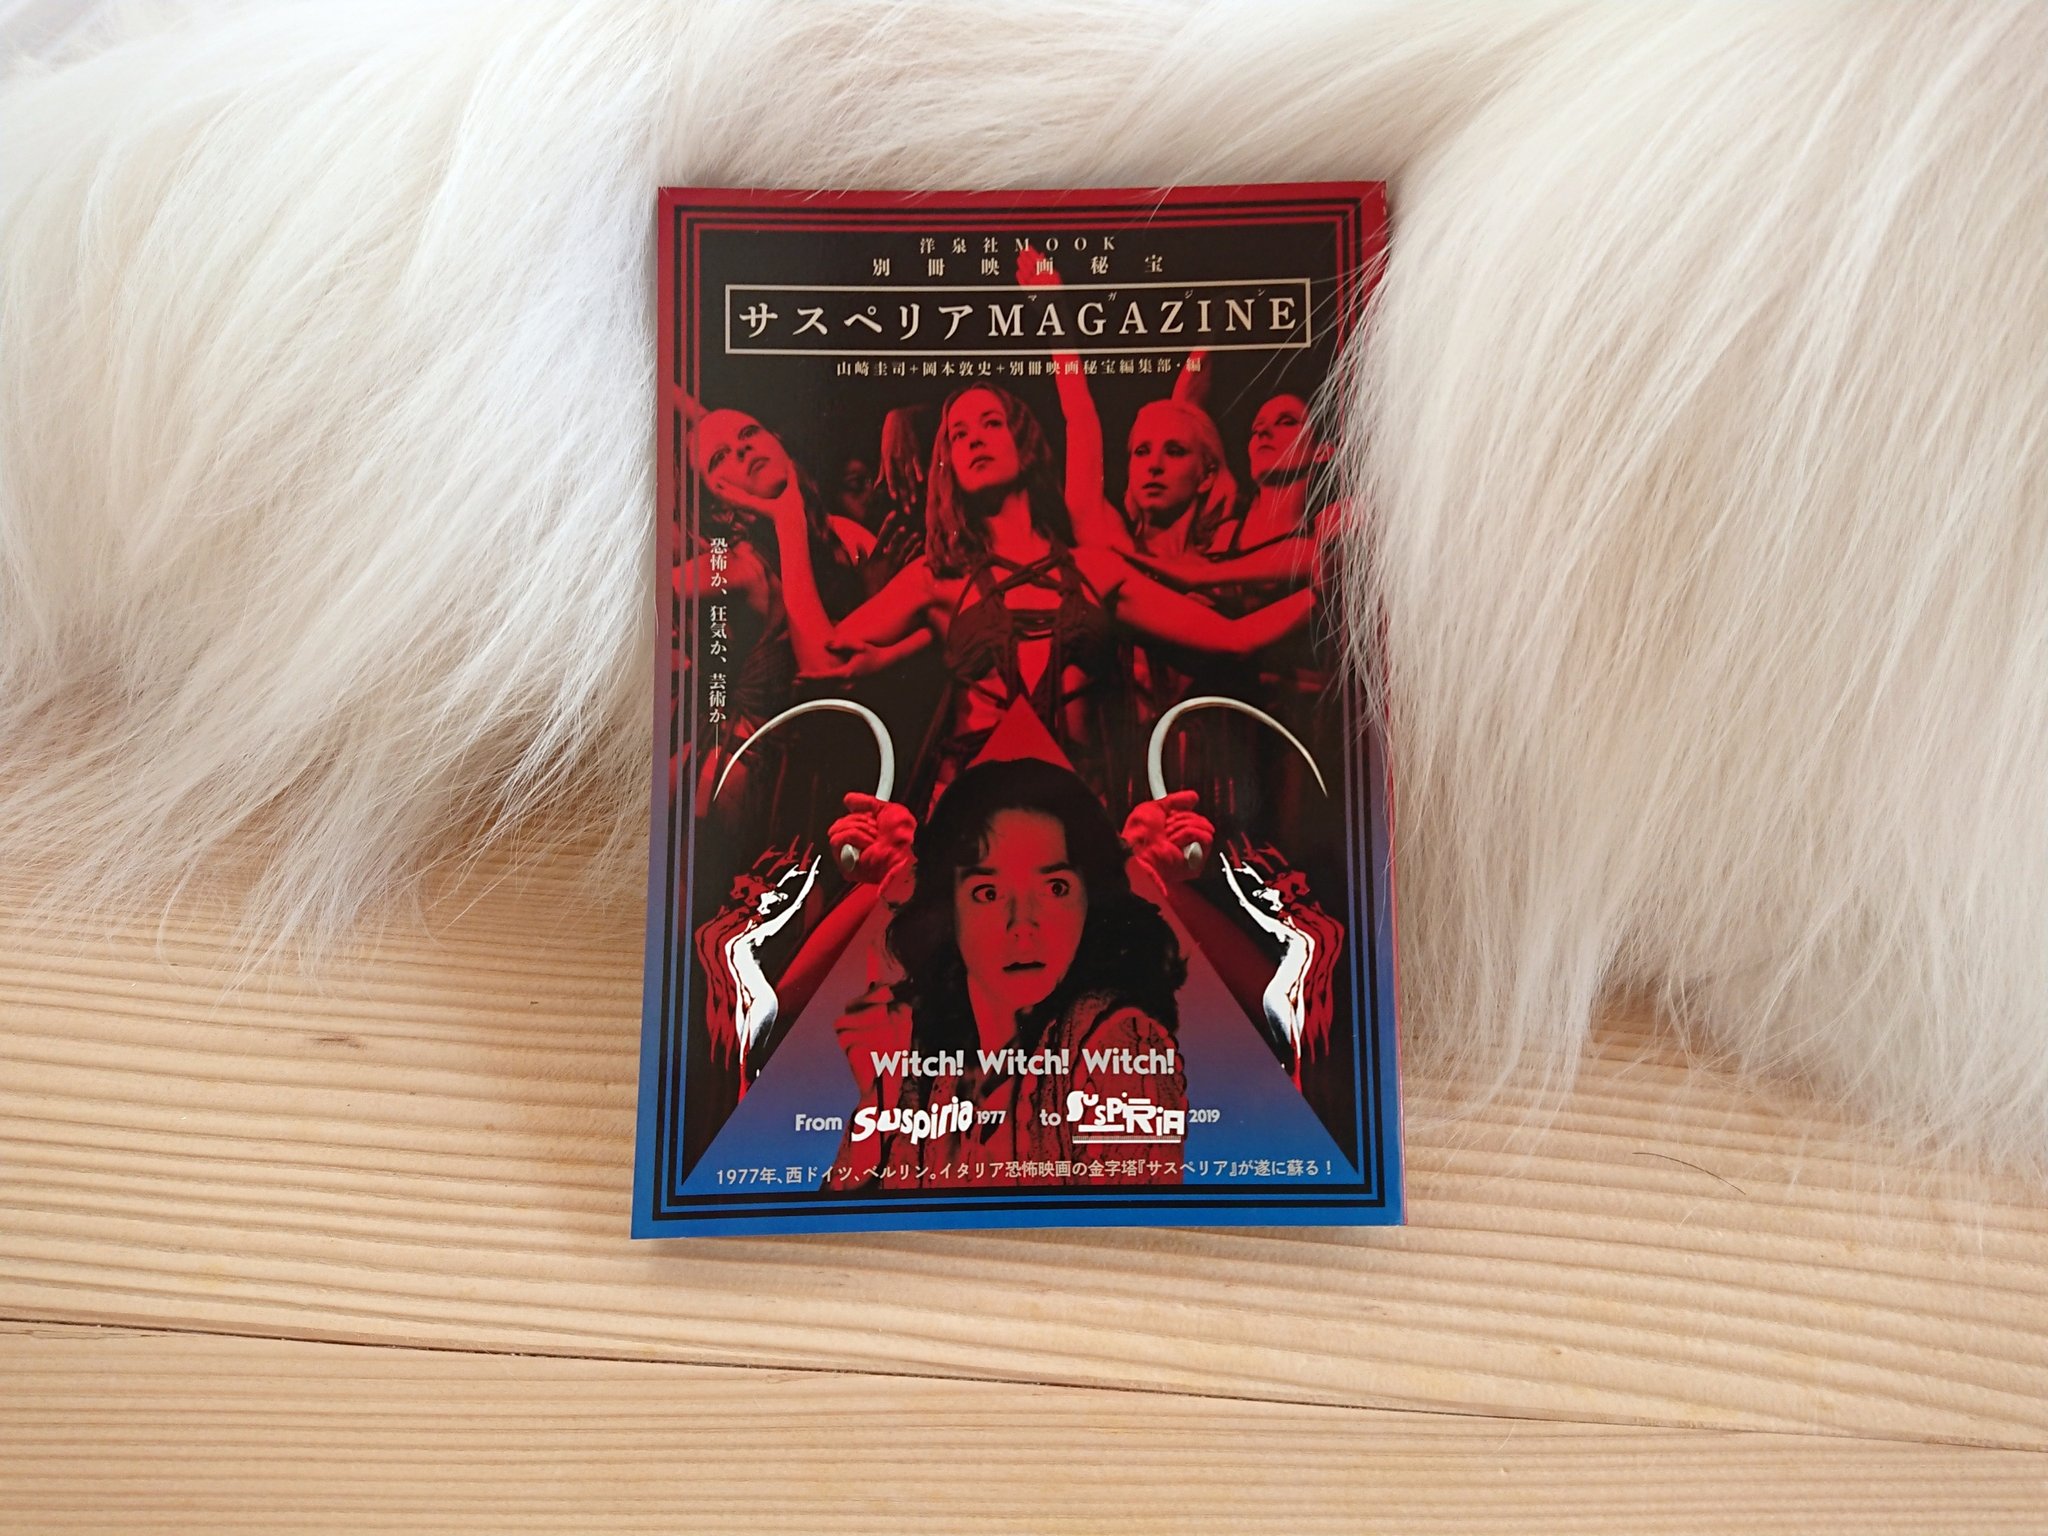 洋泉社MOOK
別冊映画秘宝
マガジン
サスペリアMAGAZINE
山崎圭司+岡本敦史+別冊映画秘宝編集部・編
恐怖か、狂気か、芸術か──
Witch! Witch! Witch!
From Suspiria 1977 to SUSPiRiA 2019
1977年、西ドイツ、ベルリン。イタリア恐怖映画の金字塔『サスペリア』が遂に蘇る！